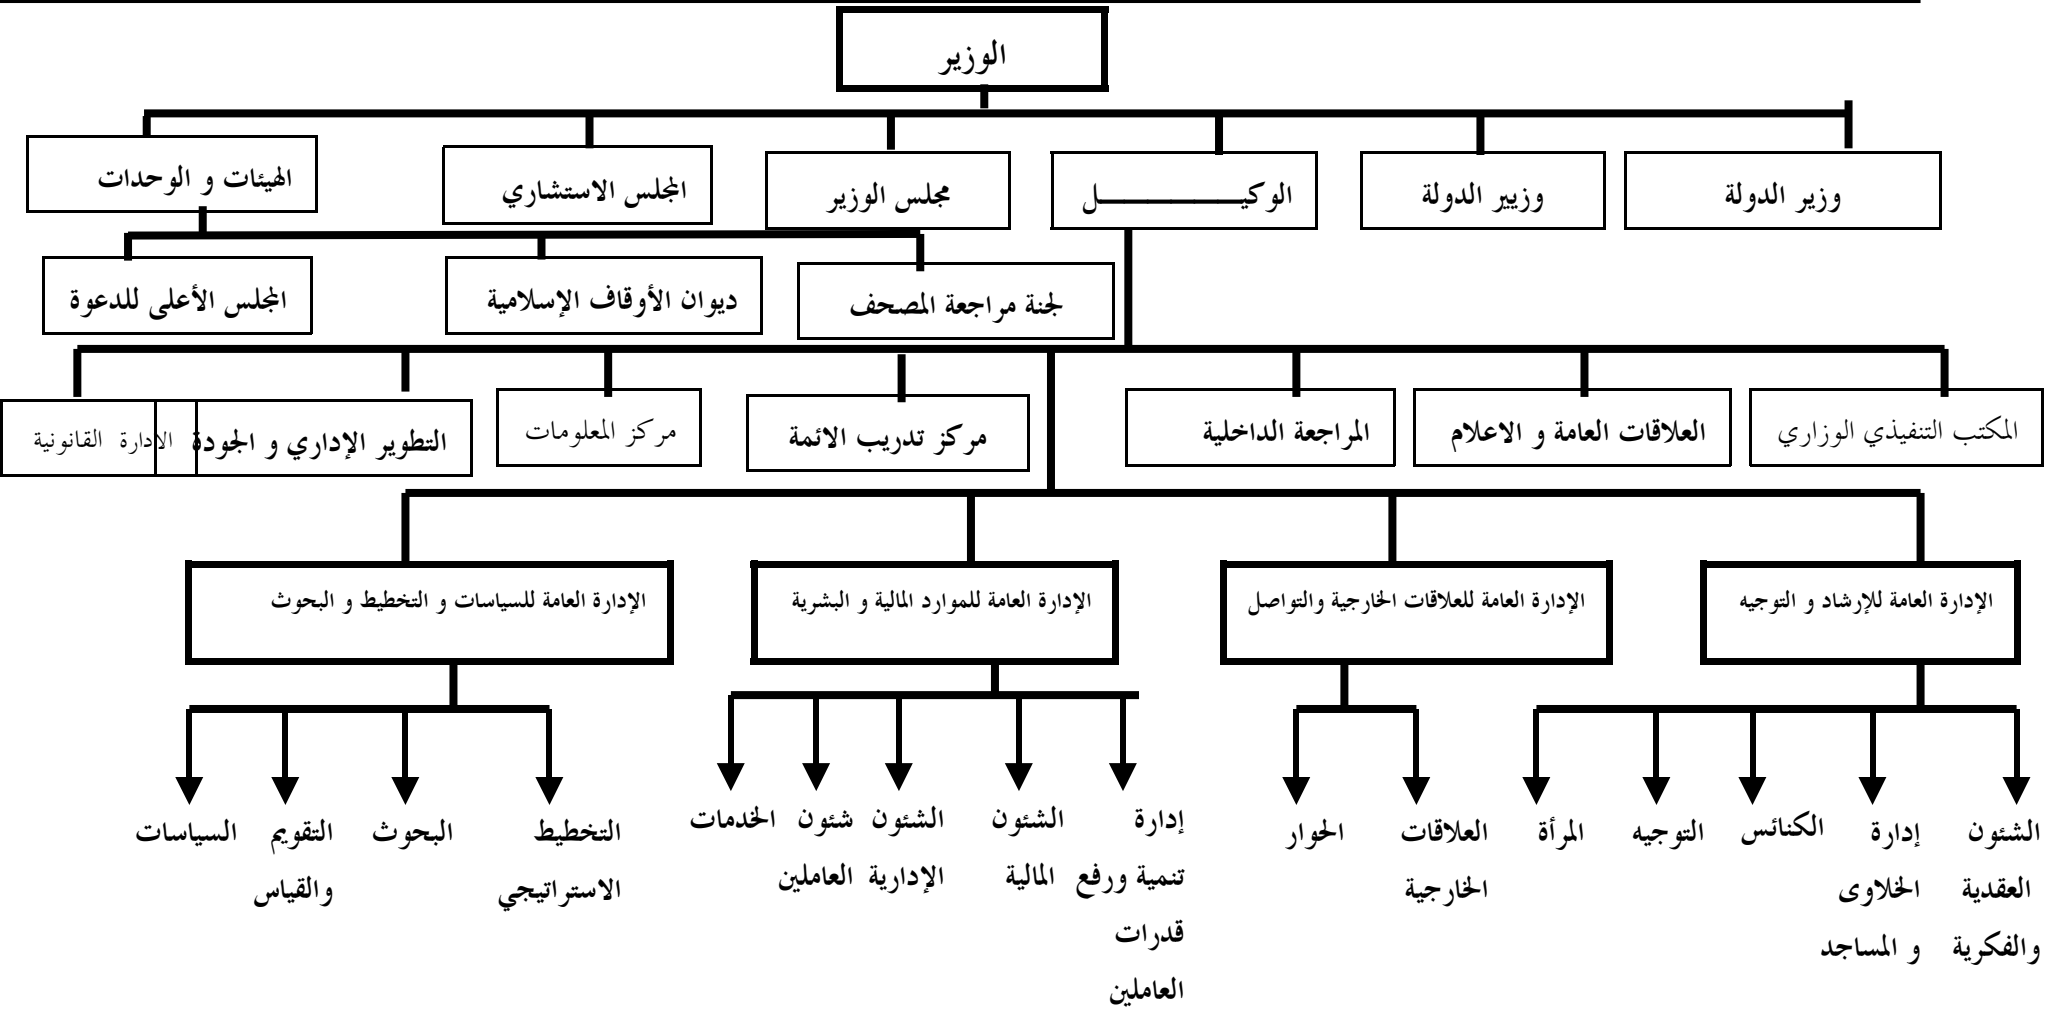 الوزير
وزير الدولة
وزيير الدولة
الوكيــــــــــــل
مجلس الوزير
المجلس الاستشاري
الهيئات و الوحدات
لجنة مراجعة المصحف
ديوان الأوقاف الإسلامية
المجلس الأعلى للدعوة
المكتب التنفيذي الوزاري
العلاقات العامة و الاعلام
المراجعة الداخلية
مركز تدريب الائمة
مركز المعلومات
التطوير الإداري و الجودة
الادارة القانونية
الإدارة العامة للإرشاد و التوجيه
الإدارة العامة للعلاقات الخارجية والتواصل
الإدارة العامة للموارد المالية و البشرية
الإدارة العامة للسياسات و التخطيط و البحوث
الشئون
العقدية
والفكرية
إدارة
الخلاوى
و المساجد
الكنائس
التوجيه
المرأة
العلاقات
الخارجية
الحوار
إدارة
تنمية ورفع
قدرات
العاملين
الشئون
المالية
الشئون
الإدارية
شئون
العاملين
الخدمات
التخطيط
الاستراتيجي
البحوث
التقويم
والقياس
السياسات